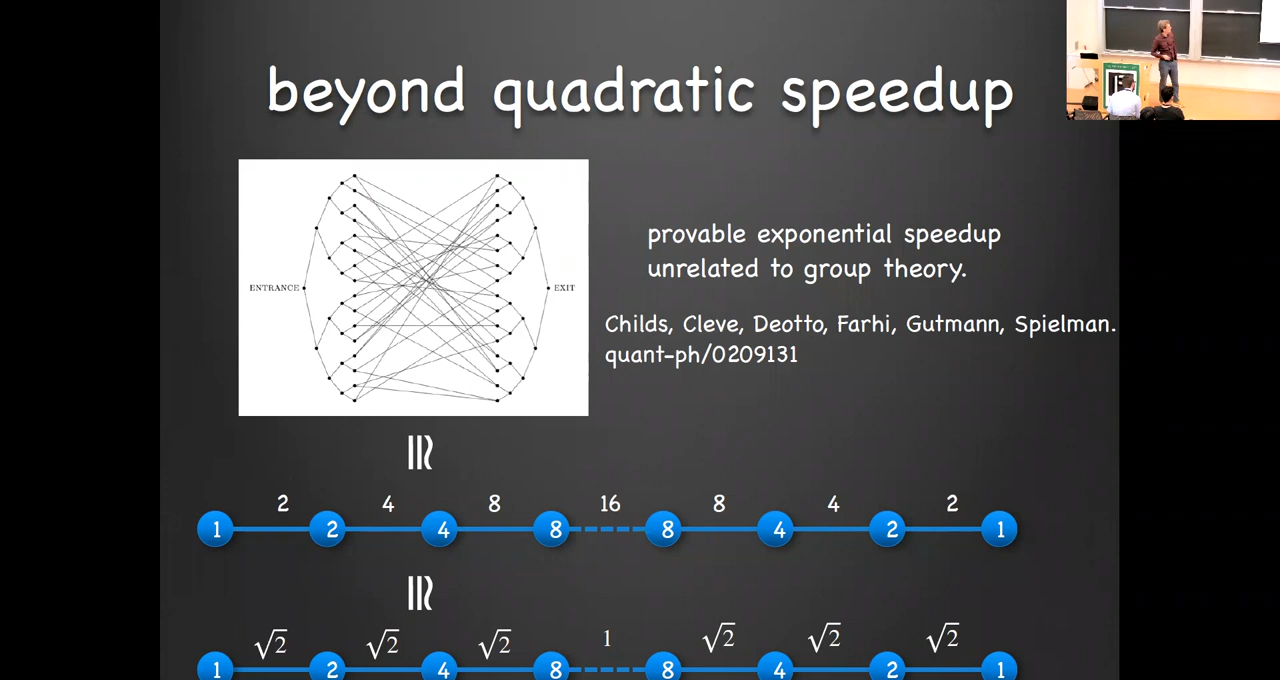 beyond quadratic speedup
ENTRANCE
EXIT
provable exponential speedup
unrelated to group theory.
Childs, Cleve, Deotto, Farhi, Gutmann, Spielman.
quant-ph/0209131
≅
2 4 8 16 8 4 2
1 2 4 8 8 4 2 1
≅
√2 √2 √2 1 √2 √2 √2
1 2 4 8 8 4 2 1